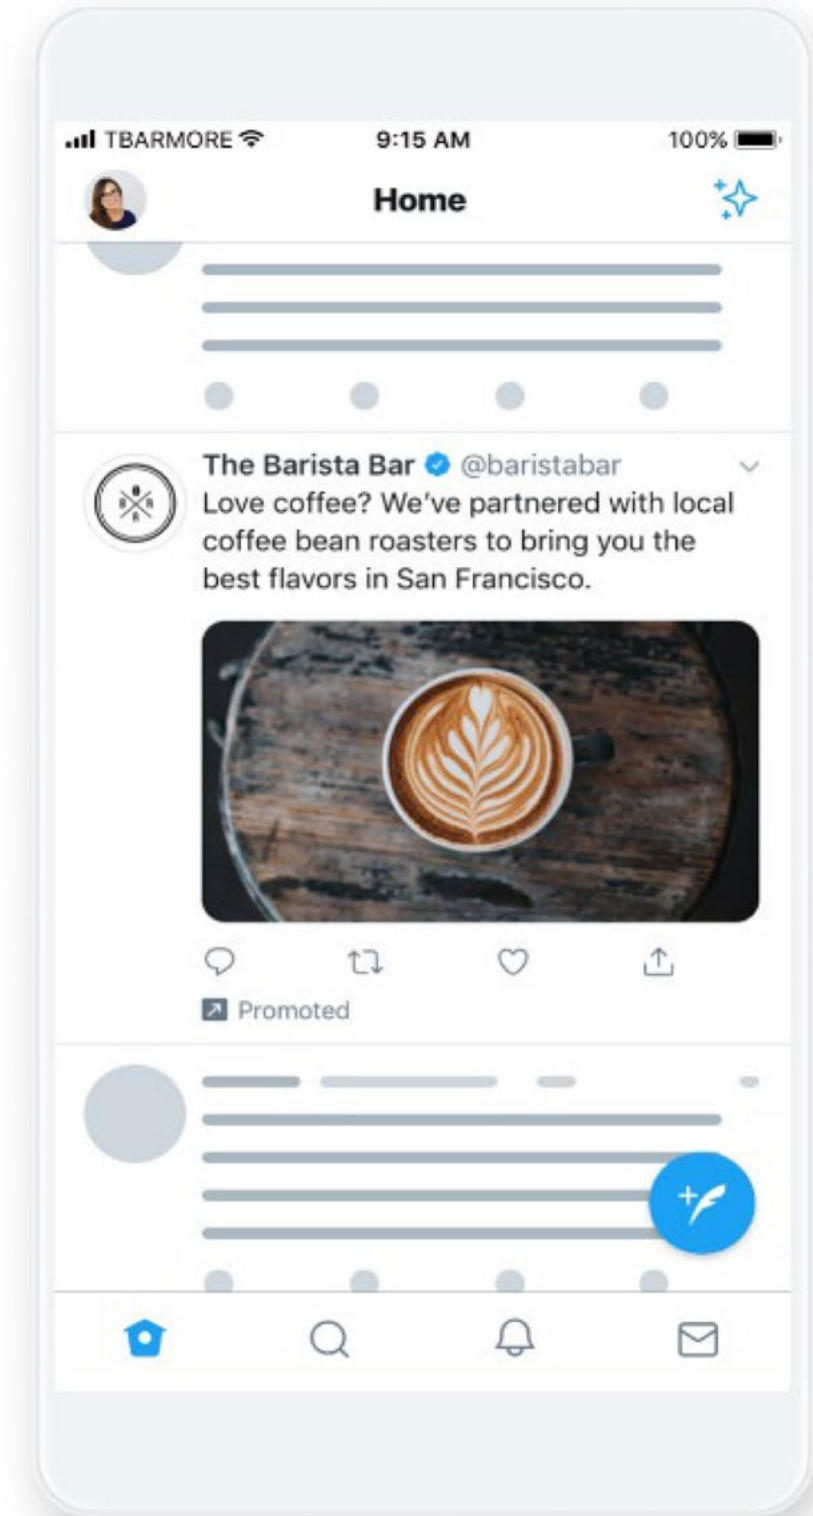 TBARMORE 9:15 AM 100%
Home
The Barista Bar @baristabar
Love coffee? We've partnered with local
coffee bean roasters to bring you the
best flavors in San Francisco.
Promoted